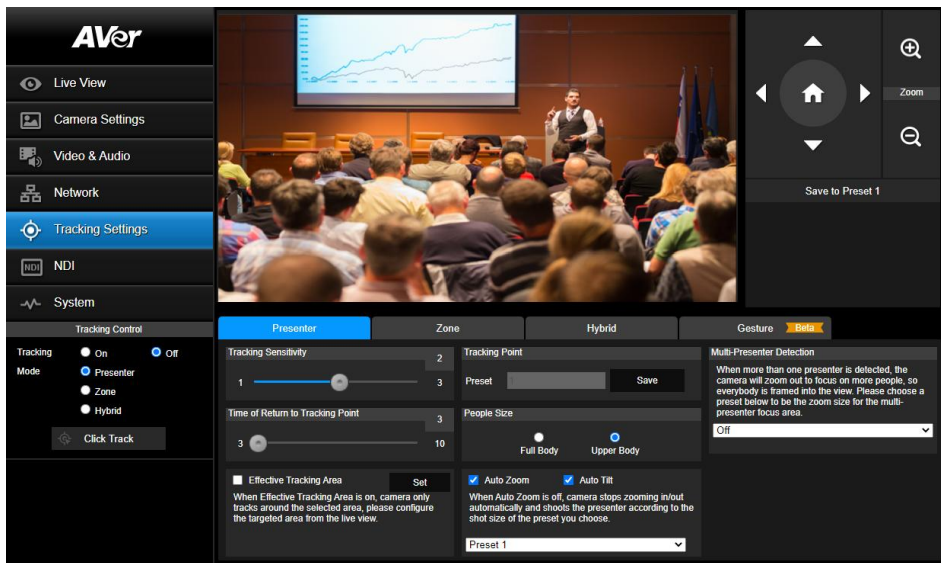 AVer
Live View
Camera Settings
Video & Audio
Network
Tracking Settings
NDI NDI
System
Tracking Control
Tracking On Off
Mode Presenter
Zone
Hybrid
Click Track
Zoom
Save to Preset 1
Presenter Zone Hybrid Gesture Beta
Tracking Sensitivity 2
1 3
Time of Return to Tracking Point 3
3 10
Effective Tracking Area Set
When Effective Tracking Area is on, camera only
tracks around the selected area, please configure
the targeted area from the live view.
Tracking Point
Preset 1 Save
People Size
Full Body Upper Body
Auto Zoom Auto Tilt
When Auto Zoom is off, camera stops zooming in/out
automatically and shoots the presenter according to the
shot size of the preset you choose.
Preset 1
Multi-Presenter Detection
When more than one presenter is detected, the
camera will zoom out to focus on more people, so
everybody is framed into the view. Please choose a
preset below to be the zoom size for the multi-
presenter focus area.
Off